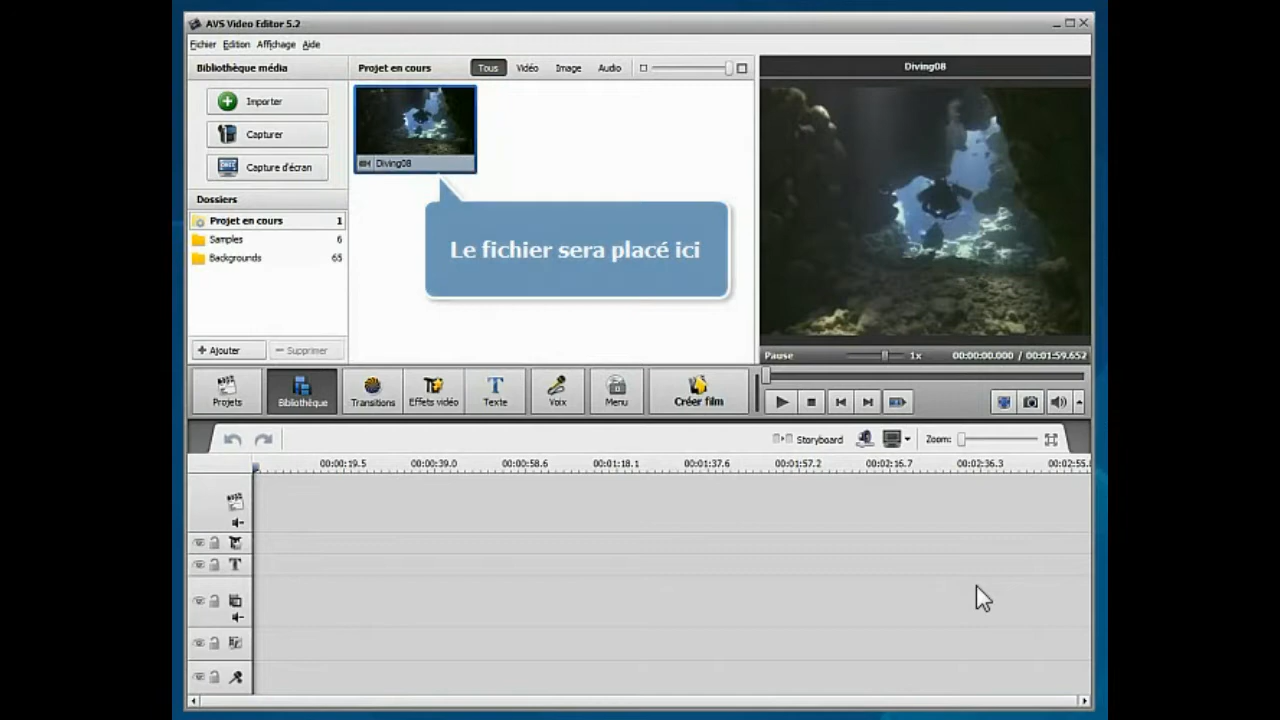 AVS Video Editor 5.2
Fichier Edition Affichage Aide
Bibliothèque média
Projet en cours Tous Vidéo Image Audio
Diving08
Importer
Capturer
Capture d'écran
Diving08
Dossiers
Projet en cours 1
Samples 6
Backgrounds 65
Le fichier sera placé ici
Ajouter Supprimer
Pause 1x 00:00:00.000 / 00:01:59.652
Projets Bibliothèque Transitions Effets vidéo Texte Voix Menu Créer film
Storyboard Zoom:
00:00:19.5 00:00:39.0 00:00:58.6 00:01:18.1 00:01:37.6 00:01:57.2 00:02:16.7 00:02:36.3 00:02:55.
T